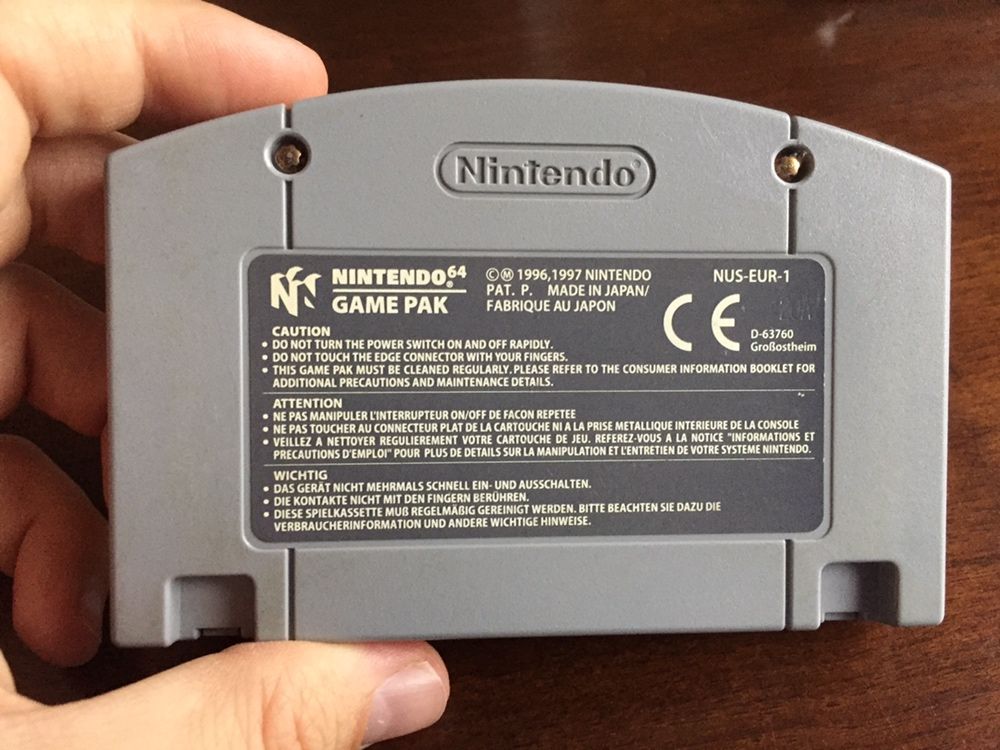 Nintendo®
NINTENDO®64
GAME PAK
©Ⓜ 1996,1997 NINTENDO
PAT. P. MADE IN JAPAN/
FABRIQUE AU JAPON
NUS-EUR-1
CE
D-63760
Großostheim
CAUTION
• DO NOT TURN THE POWER SWITCH ON AND OFF RAPIDLY.
• DO NOT TOUCH THE EDGE CONNECTOR WITH YOUR FINGERS.
• THIS GAME PAK MUST BE CLEANED REGULARLY. PLEASE REFER TO THE CONSUMER INFORMATION BOOKLET FOR
ADDITIONAL PRECAUTIONS AND MAINTENANCE DETAILS.
ATTENTION
• NE PAS MANIPULER L'INTERRUPTEUR ON/OFF DE FACON REPETEE
• NE PAS TOUCHER AU CONNECTEUR PLAT DE LA CARTOUCHE NI A LA PRISE METALLIQUE INTERIEURE DE LA CONSOLE
• VEILLEZ A NETTOYER REGULIEREMENT VOTRE CARTOUCHE DE JEU. REFEREZ-VOUS A LA NOTICE "INFORMATIONS ET
PRECAUTIONS D'EMPLOI" POUR PLUS DE DETAILS SUR LA MANIPULATION ET L'ENTRETIEN DE VOTRE SYSTEME NINTENDO.
WICHTIG
• DAS GERÄT NICHT MEHRMALS SCHNELL EIN- UND AUSSCHALTEN.
• DIE KONTAKTE NICHT MIT DEN FINGERN BERÜHREN.
• DIESE SPIELKASSETTE MUß REGELMÄßIG GEREINIGT WERDEN. BITTE BEACHTEN SIE DAZU DIE
VERBRAUCHERINFORMATION UND ANDERE WICHTIGE HINWEISE.